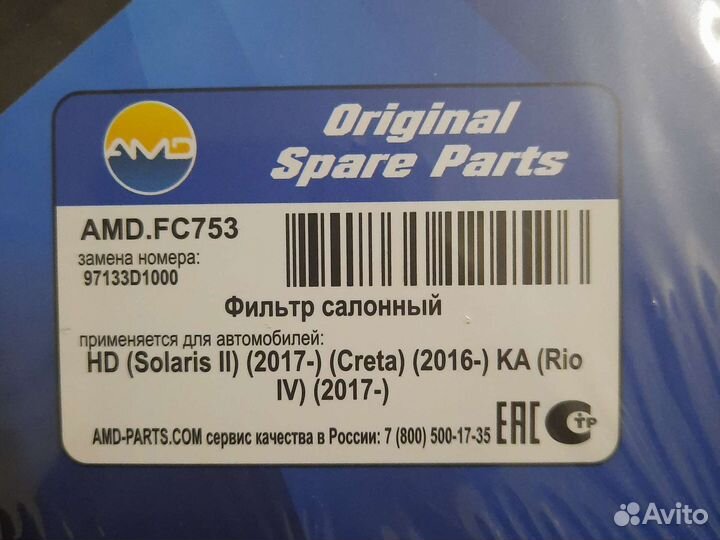 AMD
Original
Spare Parts
AMD.FC753
замена номера:
97133D1000
Фильтр салонный
применяется для автомобилей:
HD (Solaris II) (2017-) (Creta) (2016-) KA (Rio
IV) (2017-)
AMD-PARTS.COM сервис качества в России: 7 (800) 500-17-35
EAC
СТР
Avito